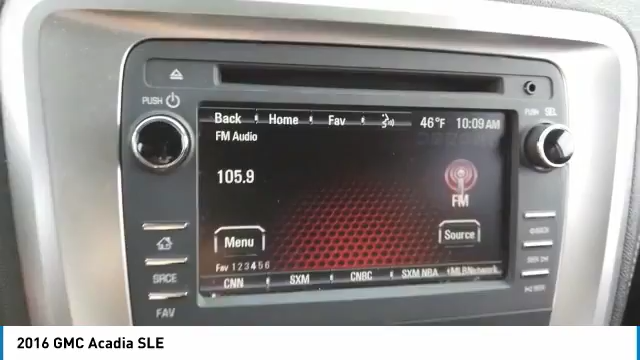 PUSH
Back Home Fav 46°F 10:09 AM
PUSH SEL
FM Audio
105.9
FM
Menu
Source
Fav 1 2 3 4 5 6
CNN SXM CNBC SXM NBA MLBNetwork
SRCE
FAV
2016 GMC Acadia SLE